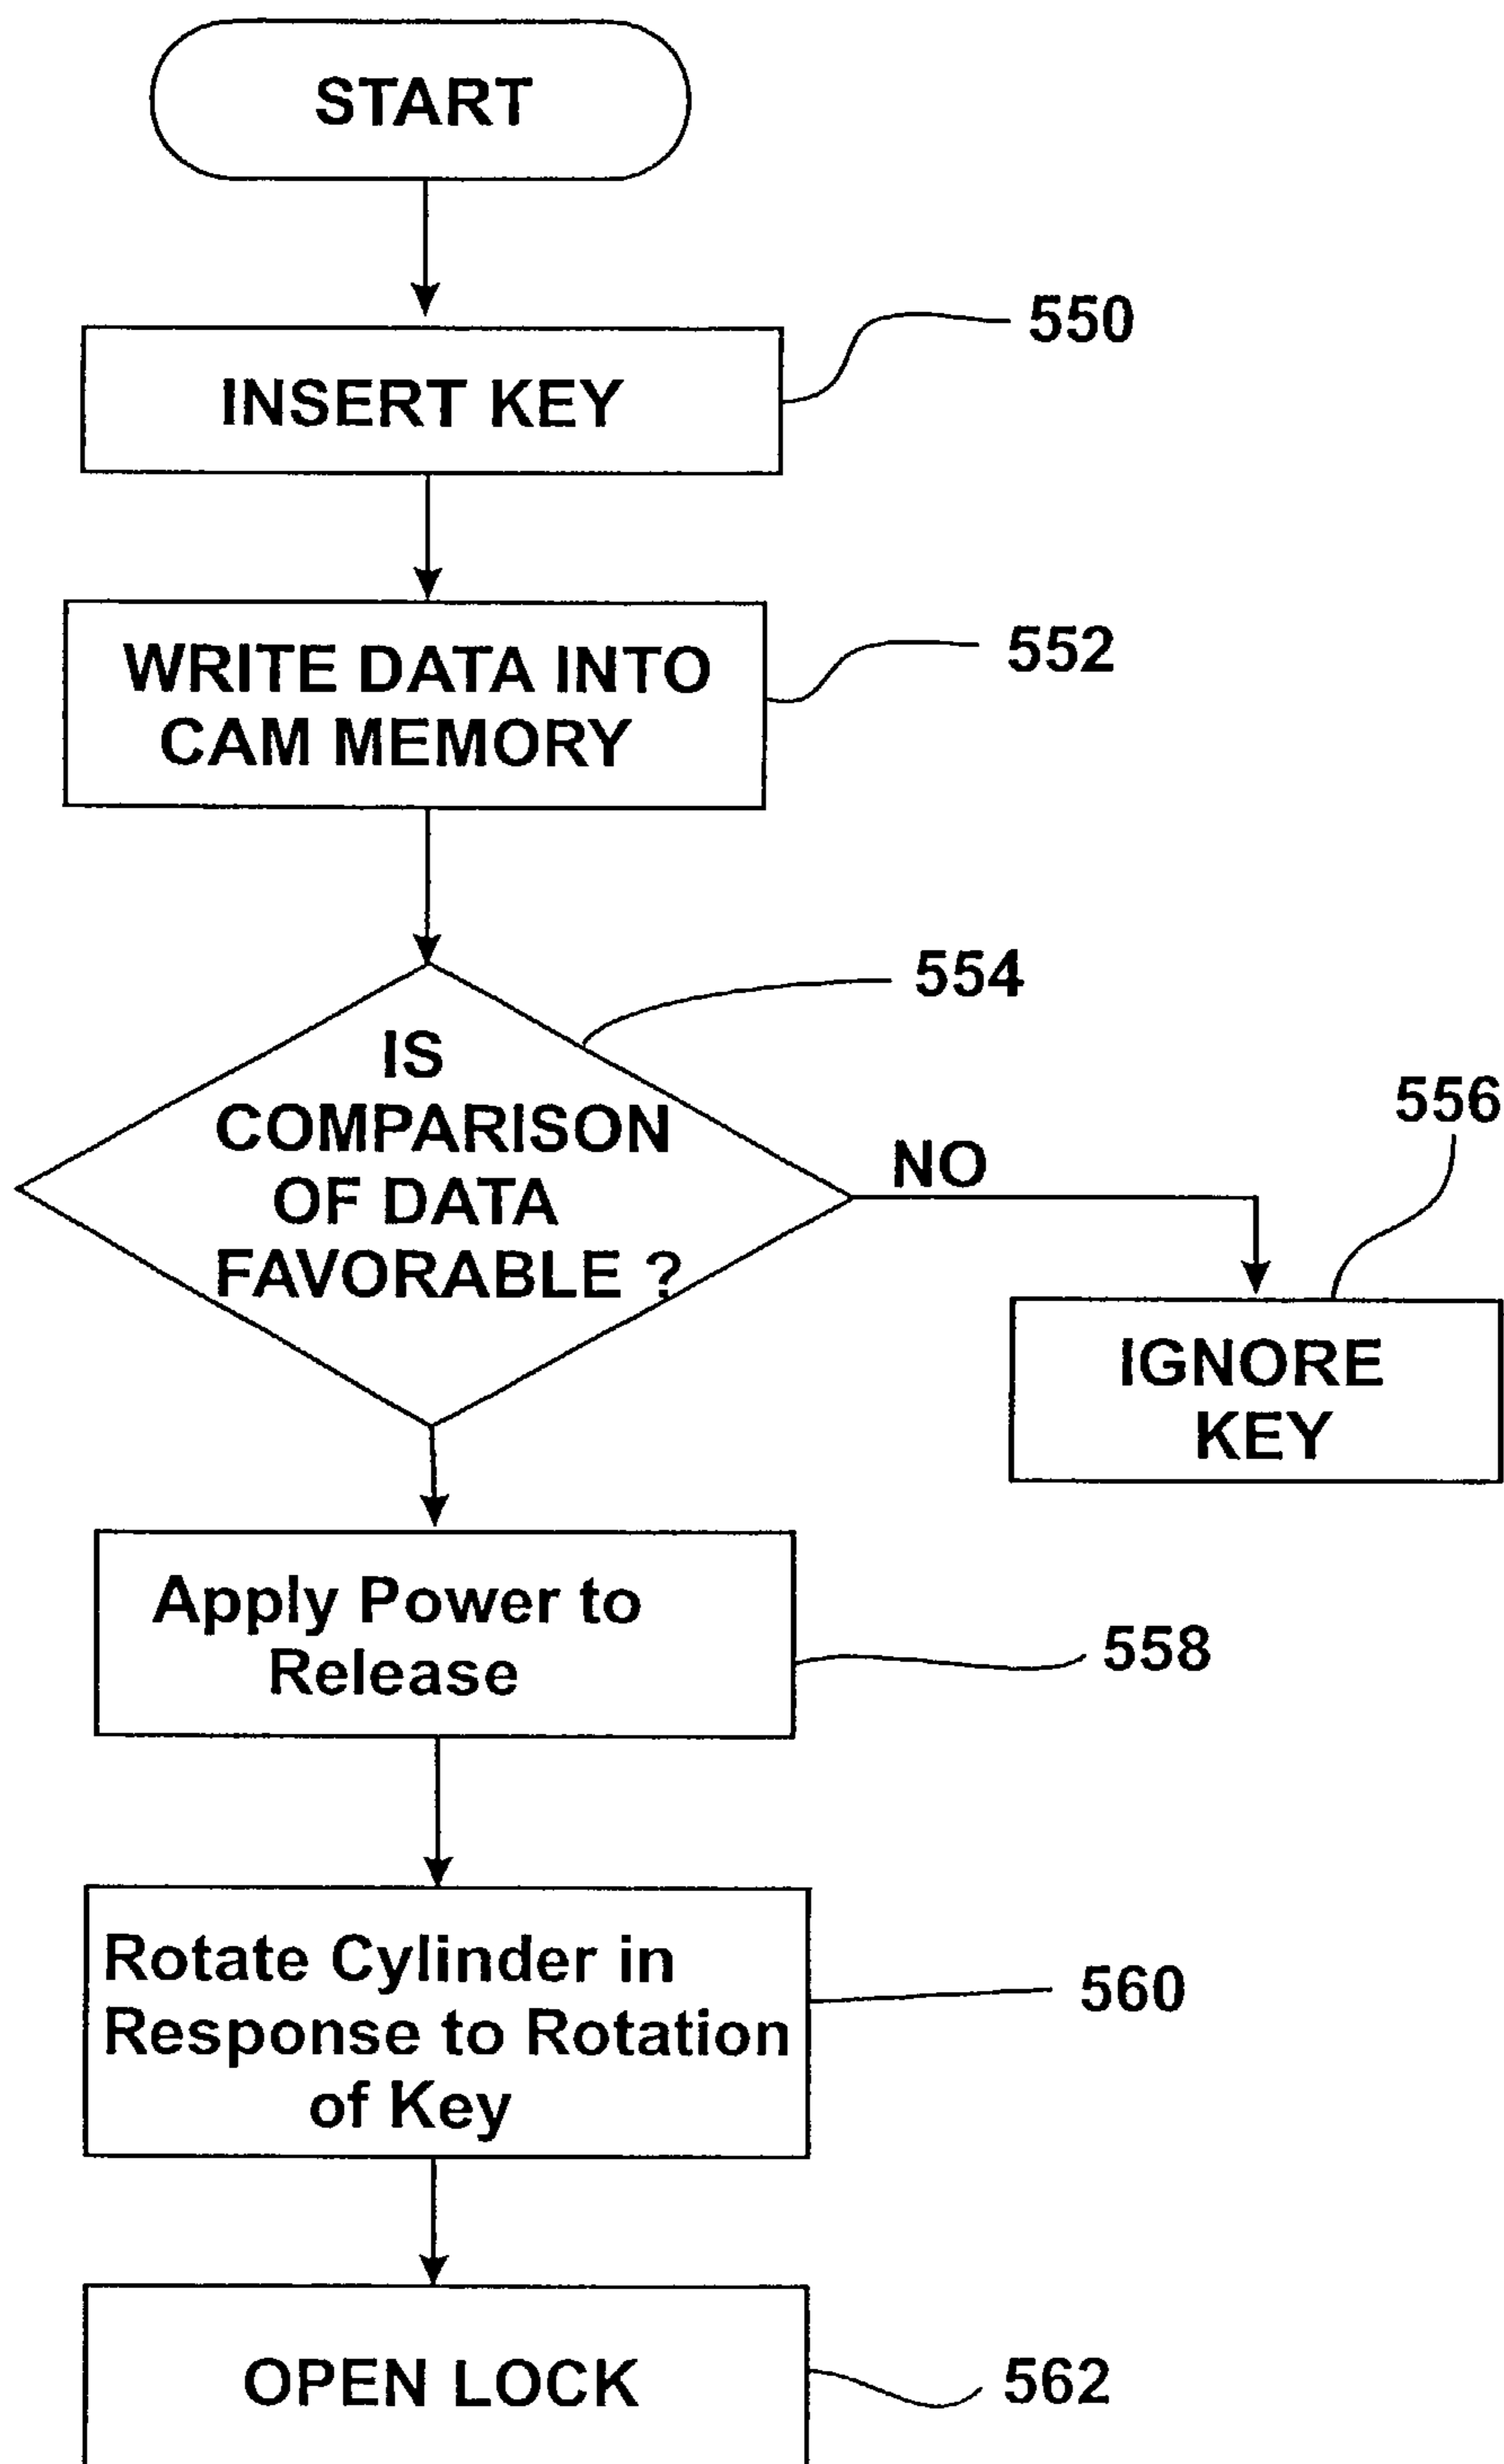 START
550
INSERT KEY
552
WRITE DATA INTO
CAM MEMORY
554
IS
COMPARISON
OF DATA
FAVORABLE ?
NO
556
IGNORE
KEY
Apply Power to
Release
558
Rotate Cylinder in
Response to Rotation
of Key
560
OPEN LOCK
562